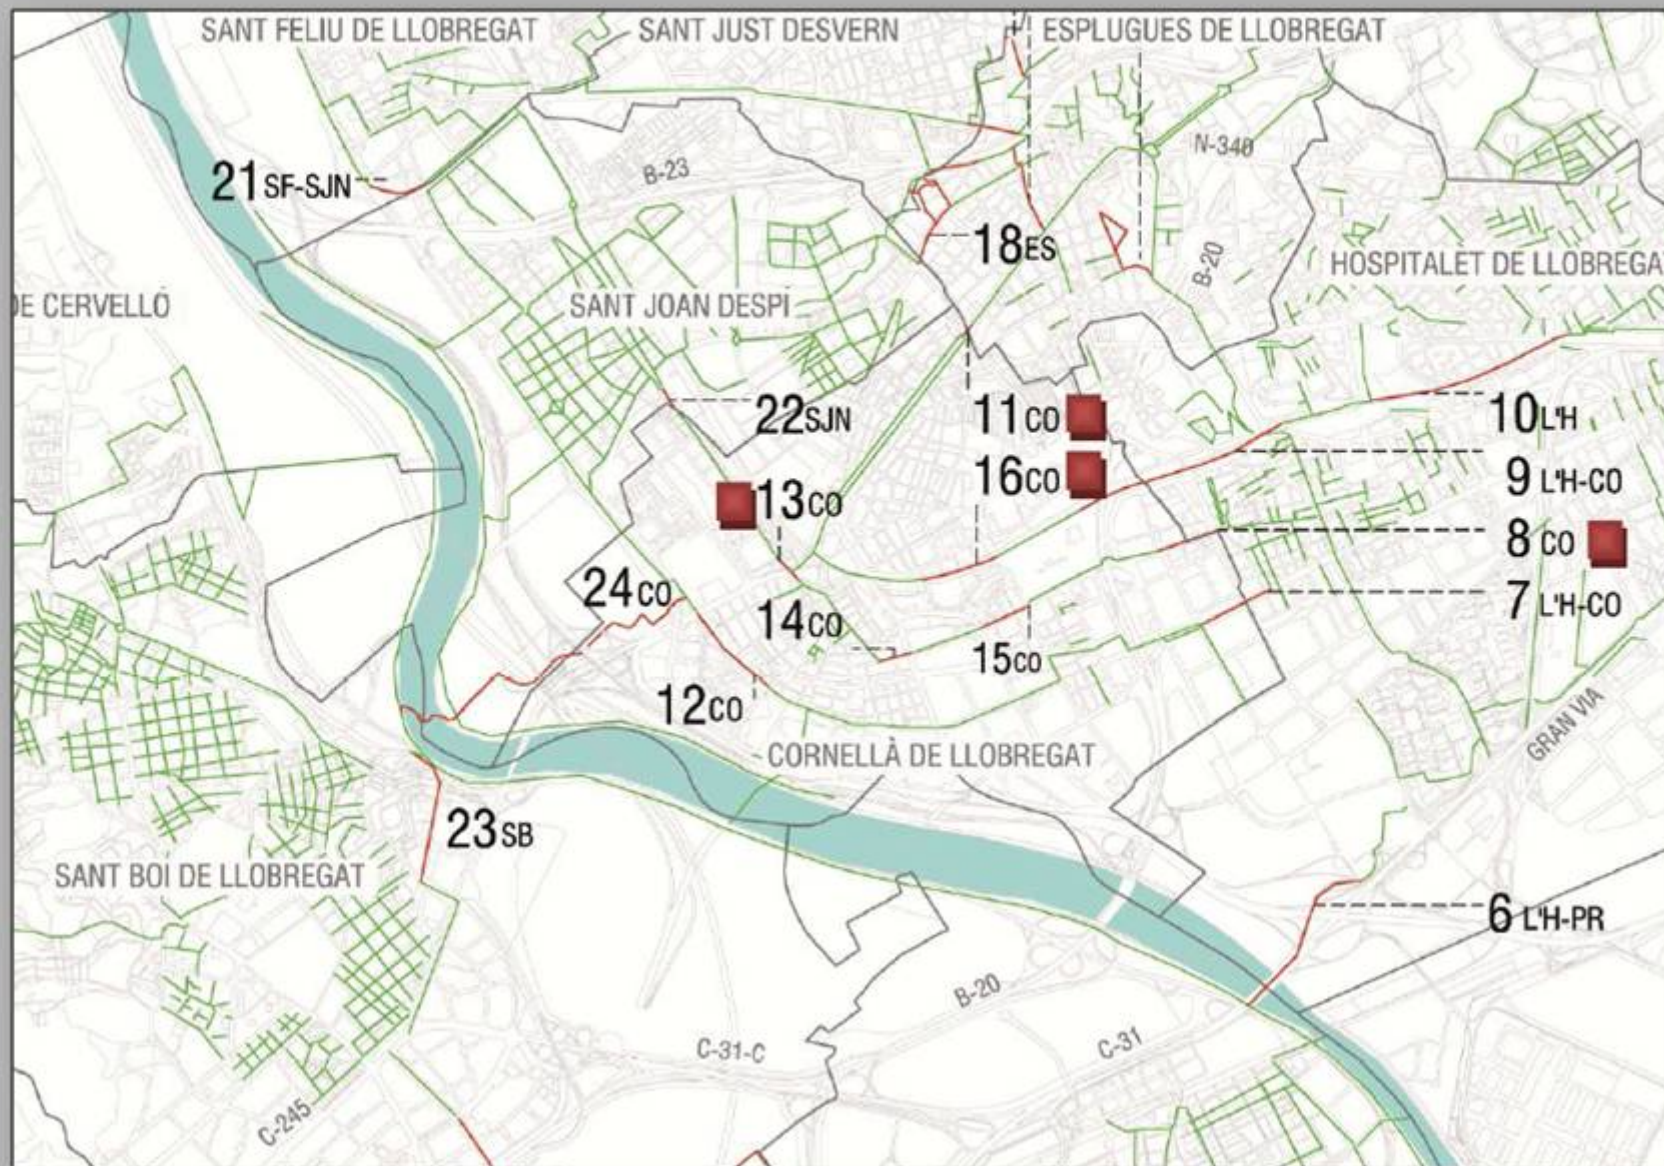 SANT FELIU DE LLOBREGAT
SANT JUST DESVERN
ESPLUGUES DE LLOBREGAT
N-340
B-23
21 SF-SJN
18 ES
B-20
HOSPITALET DE LLOBREGA
DE CERVELLÓ
SANT JOAN DESPÍ
22 SJN
11 CO
10 L'H
16 CO
9 L'H-CO
13 CO
8 CO
24 CO
7 L'H-CO
14 CO
15 CO
12 CO
GRAN VIA
CORNELLÀ DE LLOBREGAT
23 SB
SANT BOI DE LLOBREGAT
6 L'H-PR
B-20
C-31-C
C-31
C-245